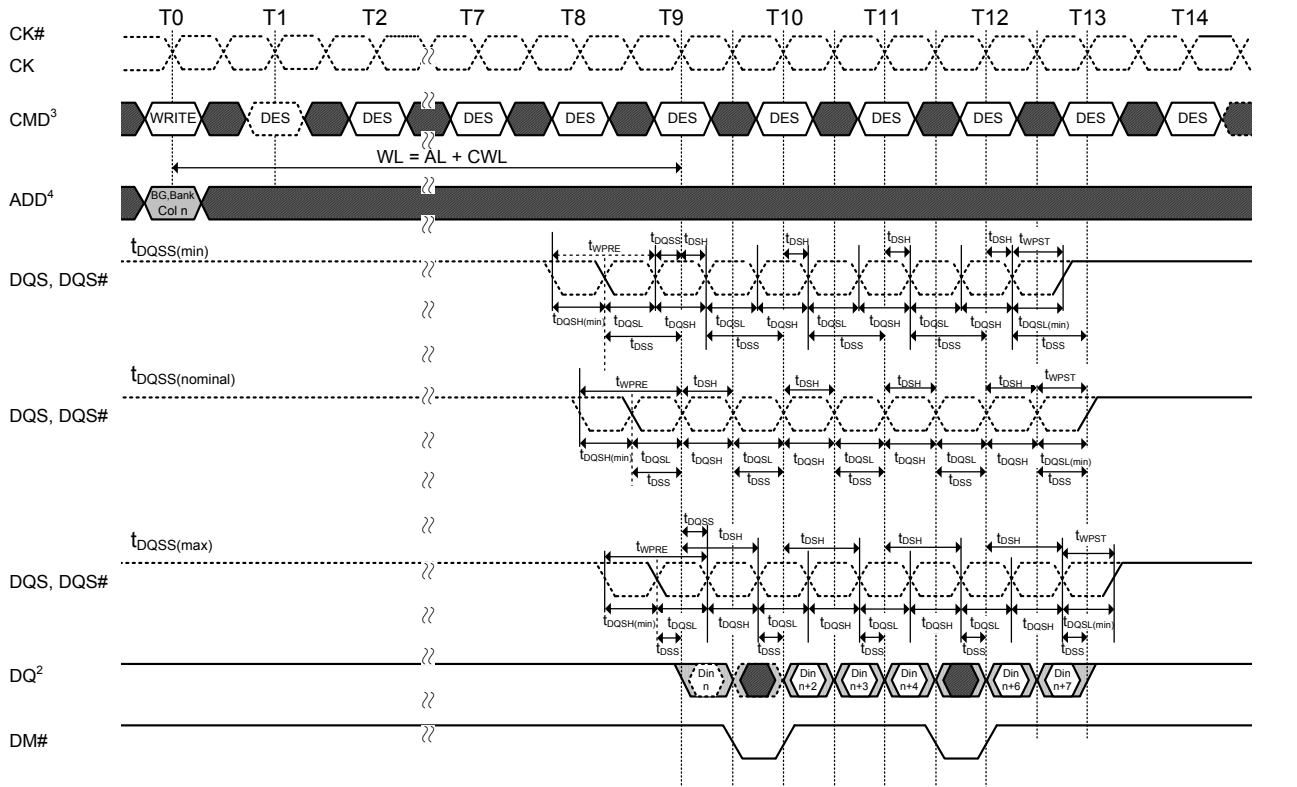 T0 T1 T2 T7 T8 T9 T10 T11 T12 T13 T14
CK#
CK
CMD3 WRITE DES DES DES DES DES DES DES DES DES DES
WL = AL + CWL
ADD4 BG,Bank
Col n
tDQSS(min) tWPRE tDQSS tDSH tDSH tDSH tDSH tWPST
DQS, DQS#
tDQSH(min) tDQSL tDQSH tDQSL tDQSH tDQSL tDQSH tDQSL tDQSH tDQSL(min)
tDSS tDSS tDSS tDSS tDSS
tDQSS(nominal) tWPRE tDSH tDSH tDSH tDSH tWPST
DQS, DQS#
tDQSH(min) tDQSL tDQSH tDQSL tDQSH tDQSL tDQSH tDQSL tDQSH tDQSL(min)
tDSS tDSS tDSS tDSS tDSS
tDQSS
tDQSS(max) tWPRE tDSH tDSH tDSH tDSH tWPST
DQS, DQS#
tDQSH(min) tDQSL tDQSH tDQSL tDQSH tDQSL tDQSH tDQSL tDQSH tDQSL(min)
tDSS tDSS tDSS tDSS tDSS
DQ2 Din Din Din Din Din Din
n n+2 n+3 n+4 n+6 n+7
DM#